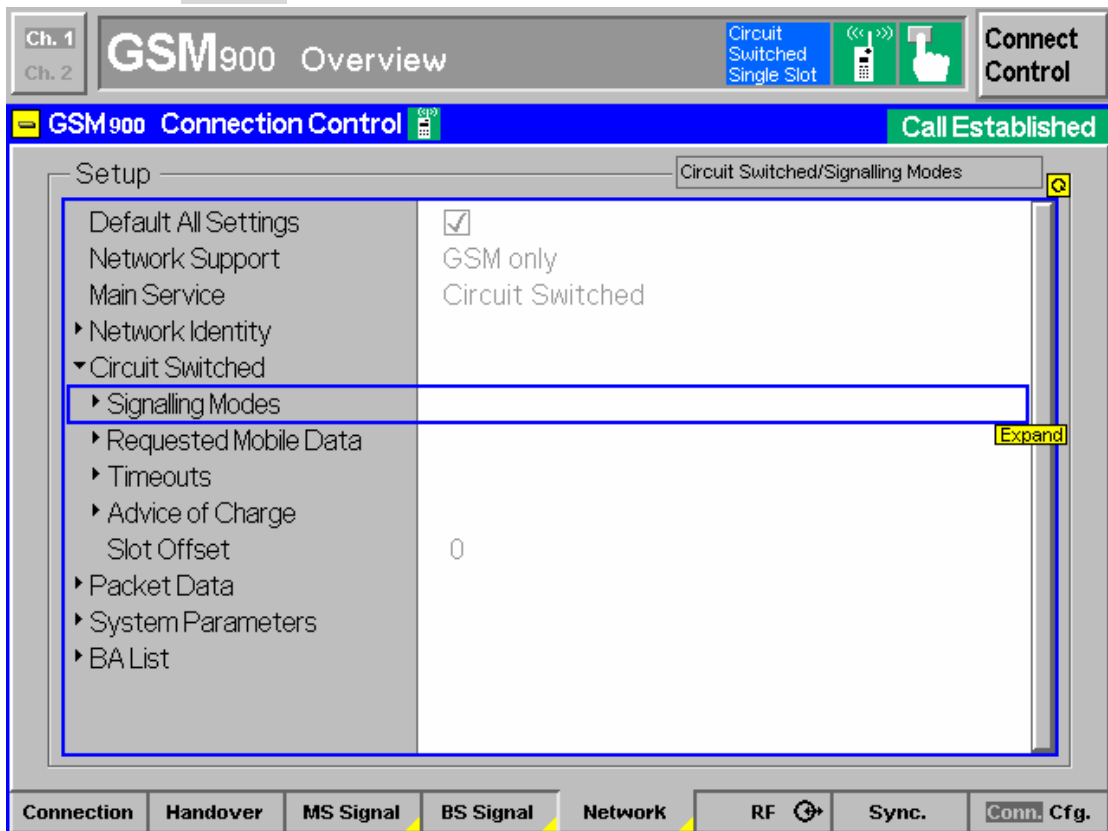 Ch. 1
Ch. 2
GSM900 Overview
Circuit
Switched
Single Slot
Connect
Control
GSM 900 Connection Control
Call Established
Setup
Circuit Switched/Signalling Modes
Default All Settings
Network Support GSM only
Main Service Circuit Switched
Network Identity
Circuit Switched
Signalling Modes
Requested Mobile Data
Expand
Timeouts
Advice of Charge
Slot Offset 0
Packet Data
System Parameters
BA List
Connection Handover MS Signal BS Signal Network RF Sync. Conn. Cfg.